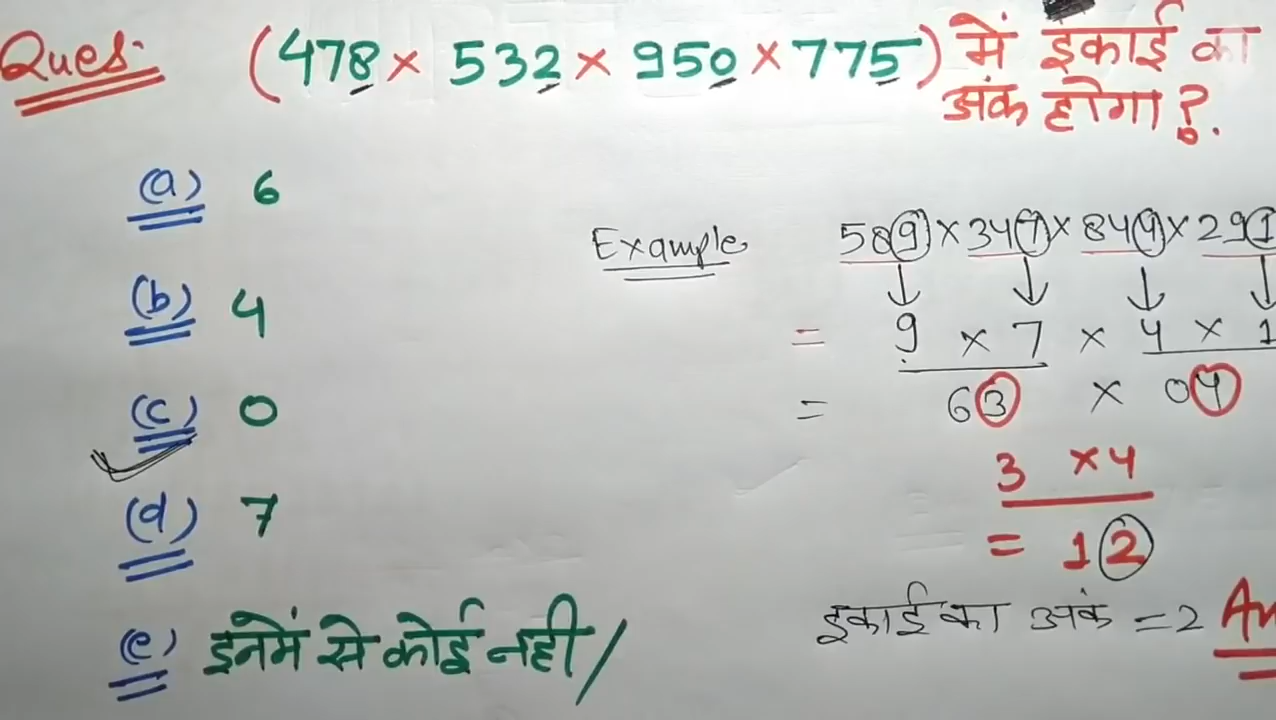 Ques:- (478 × 532 × 950 × 775) में इकाई का
अंक होगा ?.
(a) 6
(b) 4
(c) 0
(d) 7
(e) इनमें से कोई नही /
Example 589 × 347 × 844 × 291
= 9 × 7 × 4 × 1
= 63 × 04
3 × 4
= 12
इकाई का अंक = 2